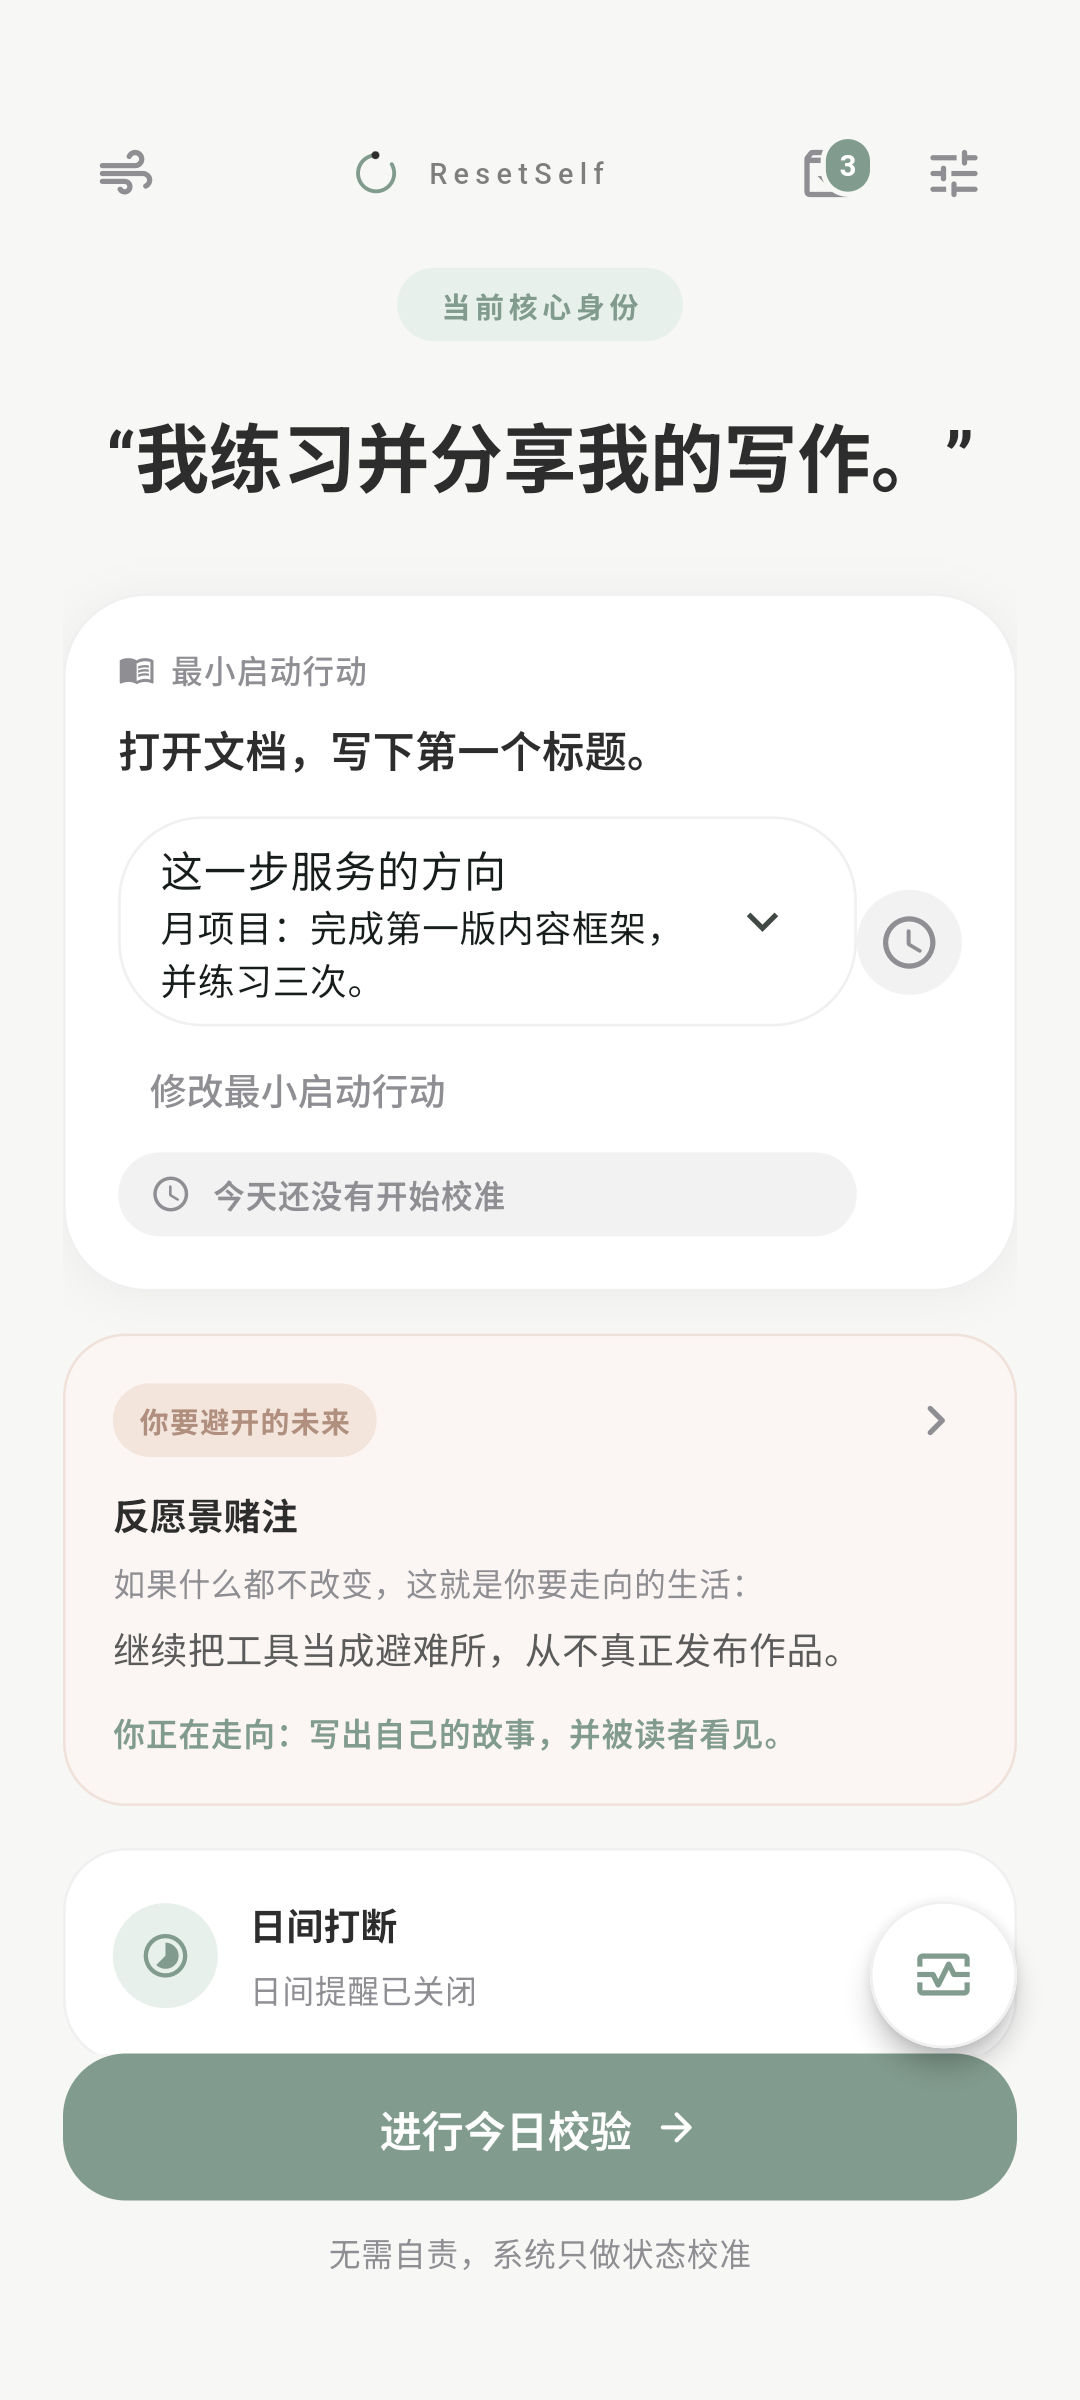 ResetSelf
3
当前核心身份
“我练习并分享我的写作。”
最小启动行动
打开文档，写下第一个标题。
这一步服务的方向
月项目：完成第一版内容框架，
并练习三次。
修改最小启动行动
今天还没有开始校准
你要避开的未来
反愿景赌注
如果什么都不改变，这就是你要走向的生活：
继续把工具当成避难所，从不真正发布作品。
你正在走向：写出自己的故事，并被读者看见。
日间打断
日间提醒已关闭
进行今日校验
无需自责，系统只做状态校准